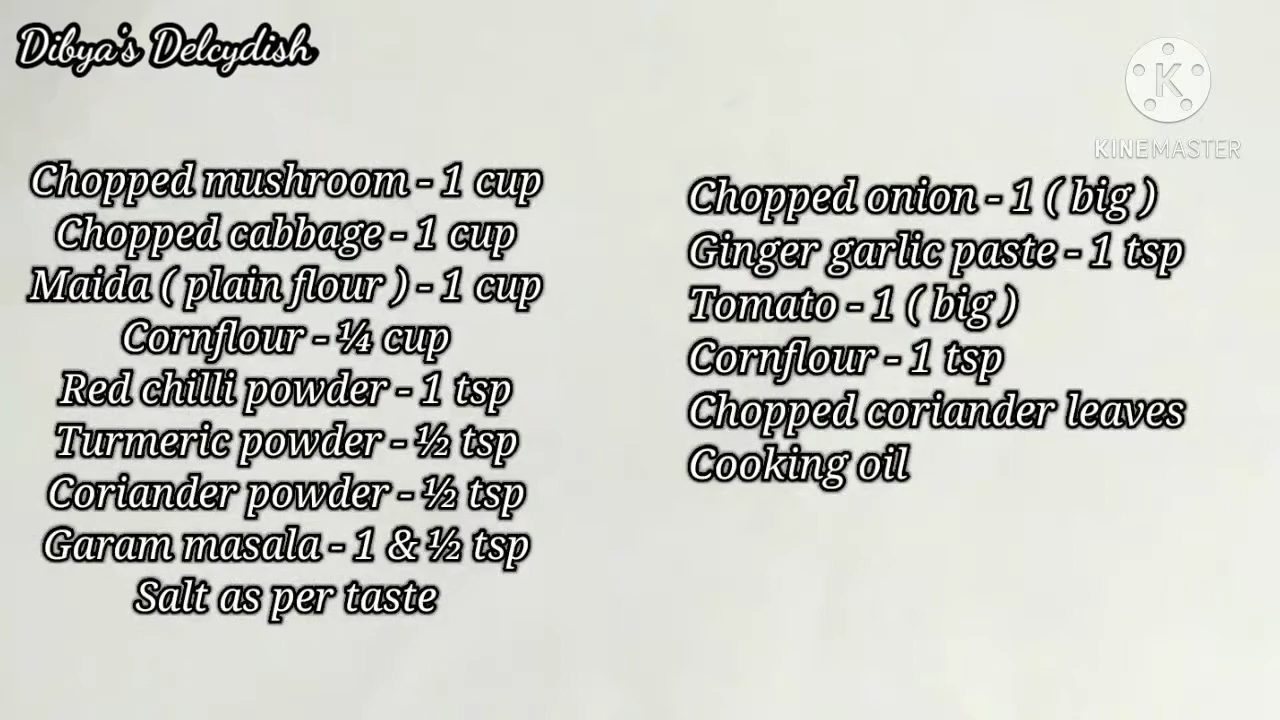 Dibya's Delcydish
KINEMASTER
Chopped mushroom - 1 cup
Chopped cabbage - 1 cup
Maida ( plain flour ) - 1 cup
Cornflour - ¼ cup
Red chilli powder - 1 tsp
Turmeric powder - ½ tsp
Coriander powder - ½ tsp
Garam masala - 1 & ½ tsp
Salt as per taste
Chopped onion - 1 ( big )
Ginger garlic paste - 1 tsp
Tomato - 1 ( big )
Cornflour - 1 tsp
Chopped coriander leaves
Cooking oil